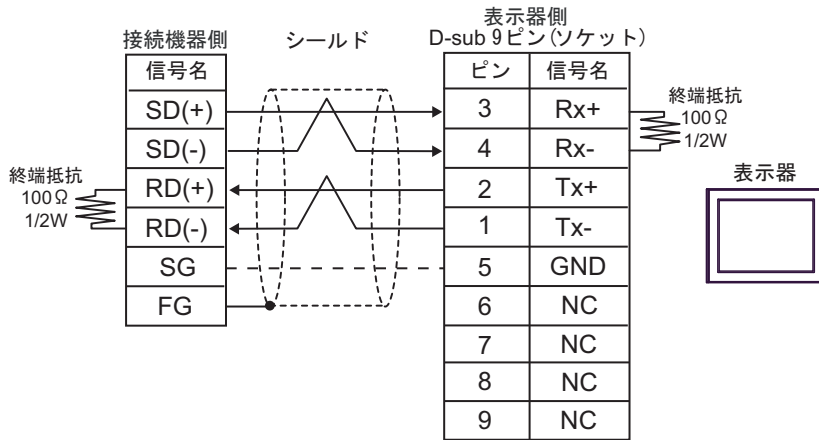 表示器側
接続機器側
シールド
D-sub 9ピン(ソケット)
信号名
ピン
信号名
SD(+)
3
Rx+
終端抵抗
100Ω
1/2W
SD(-)
4
Rx-
終端抵抗
100Ω
1/2W
RD(+)
2
Tx+
表示器
RD(-)
1
Tx-
SG
5
GND
FG
6
NC
7
NC
8
NC
9
NC